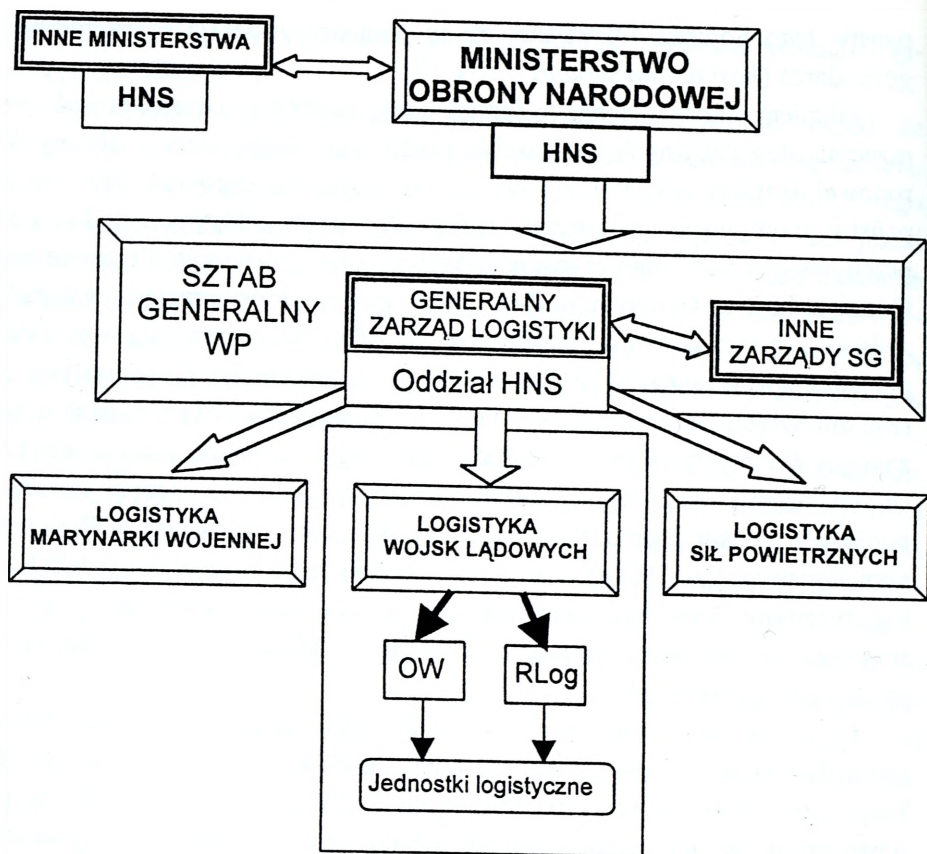 INNE MINISTERSTWA
HNS
MINISTERSTWO
OBRONY NARODOWEJ
HNS
SZTAB
GENERALNY
WP
GENERALNY
ZARZĄD LOGISTYKI
Oddział HNS
INNE
ZARZĄDY SG
LOGISTYKA
MARYNARKI WOJENNEJ
LOGISTYKA
WOJSK LĄDOWYCH
LOGISTYKA
SIŁ POWIETRZNYCH
OW
RLog
Jednostki logistyczne